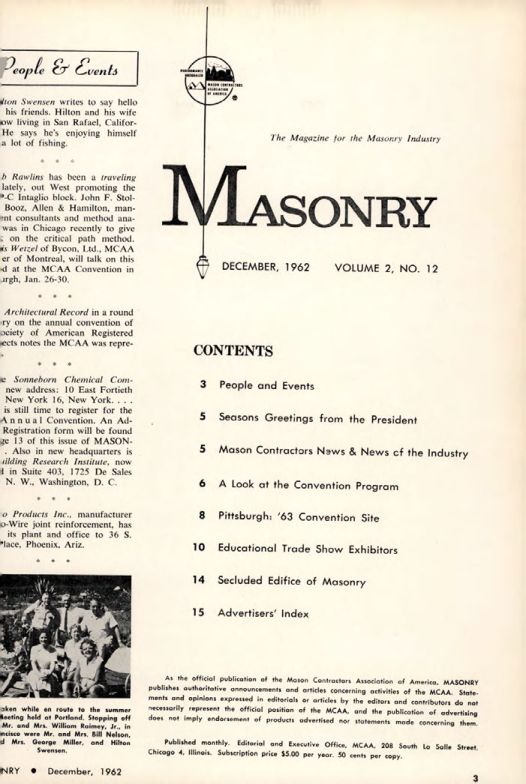 People & Events
Swensen writes to say hello
his friends. Hilton and his wife
living in San Rafael, Califor-
He says he's enjoying himself
a lot of fishing.
* * *
Rawlins has been a traveling
lately, out West promoting the
-C Intaglio block. John F. Stol-
Booz, Allen & Hamilton, man-
consultants and method ana-
was in Chicago recently to give
on the critical path method.
Wetzel of Bycon, Ltd., MCAA
er of Montreal, will talk on this
at the MCAA Convention in
urgh, Jan. 26-30.
* * *
Architectural Record in a round
ry on the annual convention of
ociety of American Registered
ects notes the MCAA was repre-
* * *
Sonneborn Chemical Com-
new address: 10 East Fortieth
New York 16, New York. . . .
is still time to register for the
Annual Convention. An Ad-
Registration form will be found
ge 13 of this issue of MASON-
. Also in new headquarters is
uilding Research Institute, now
in Suite 403, 1725 De Sales
N. W., Washington, D. C.
* * *
o Products Inc., manufacturer
o-Wire joint reinforcement, has
its plant and office to 36 S.
lace, Phoenix, Ariz.
* * *
aken while en route to the summer
meeting held at Portland. Stopping off
Mr. and Mrs. William Raimey, Jr., in
ncisco were Mr. and Mrs. Bill Nelson,
d Mrs. George Miller, and Hilton
Swensen.
NRY • December, 1962
MASON CONTRACTORS
ASSOCIATION
OF AMERICA
®
The Magazine for the Masonry Industry
MASONRY
DECEMBER, 1962 VOLUME 2, NO. 12
CONTENTS
3 People and Events
5 Seasons Greetings from the President
5 Mason Contractors News & News of the Industry
6 A Look at the Convention Program
8 Pittsburgh: '63 Convention Site
10 Educational Trade Show Exhibitors
14 Secluded Edifice of Masonry
15 Advertisers' Index
As the official publication of the Mason Contractors Association of America, MASONRY
publishes authoritative announcements and articles concerning activities of the MCAA. State-
ments and opinions expressed in editorials or articles by the editors and contributors do not
necessarily represent the official position of the MCAA, and the publication of advertising
does not imply endorsement of products advertised nor statements made concerning them.
Published monthly. Editorial and Executive Office, MCAA, 208 South La Salle Street,
Chicago 4, Illinois. Subscription price $5.00 per year. 50 cents per copy.
3